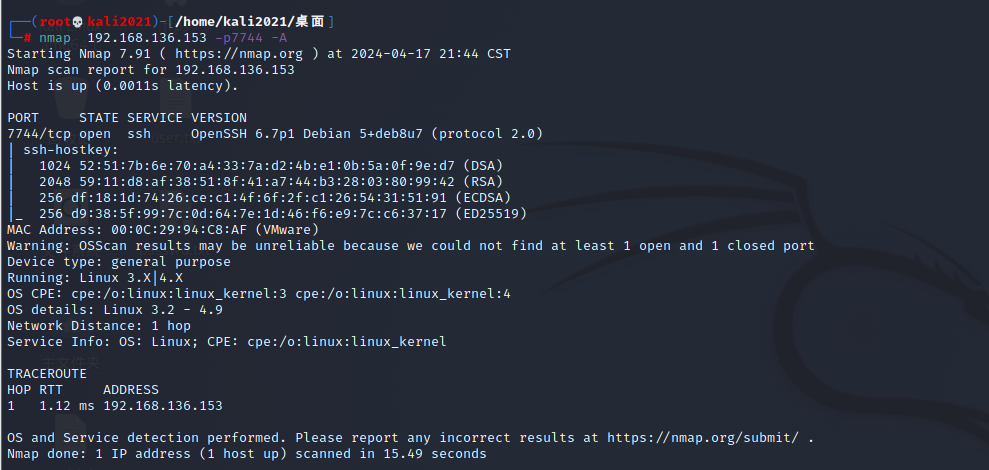 ┌──(root💀kali2021)-[/home/kali2021/桌面]
└─# nmap  192.168.136.153 -p7744 -A
Starting Nmap 7.91 ( https://nmap.org ) at 2024-04-17 21:44 CST
Nmap scan report for 192.168.136.153
Host is up (0.0011s latency).
PORT     STATE SERVICE VERSION
7744/tcp open  ssh     OpenSSH 6.7p1 Debian 5+deb8u7 (protocol 2.0)
| ssh-hostkey:
|   1024 52:51:7b:6e:70:a4:33:7a:d2:4b:e1:0b:5a:0f:9e:d7 (DSA)
|   2048 59:11:d8:af:38:51:8f:41:a7:44:b3:28:03:80:99:42 (RSA)
|   256 df:18:1d:74:26:ce:c1:4f:6f:2f:c1:26:54:31:51:91 (ECDSA)
|_  256 d9:38:5f:99:7c:0d:64:7e:1d:46:f6:e9:7c:c6:37:17 (ED25519)
MAC Address: 00:0C:29:94:C8:AF (VMware)
Warning: OSScan results may be unreliable because we could not find at least 1 open and 1 closed port
Device type: general purpose
Running: Linux 3.X|4.X
OS CPE: cpe:/o:linux:linux_kernel:3 cpe:/o:linux:linux_kernel:4
OS details: Linux 3.2 - 4.9
Network Distance: 1 hop
Service Info: OS: Linux; CPE: cpe:/o:linux:linux_kernel
TRACEROUTE
HOP RTT     ADDRESS
1   1.12 ms 192.168.136.153
OS and Service detection performed. Please report any incorrect results at https://nmap.org/submit/ .
Nmap done: 1 IP address (1 host up) scanned in 15.49 seconds